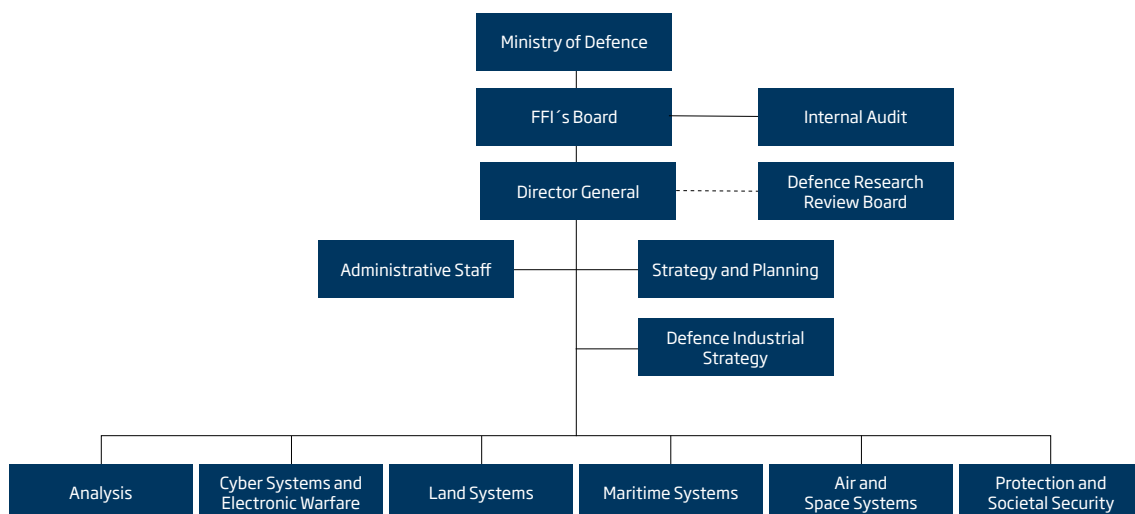 Ministry of Defence
FFI´s Board
Internal Audit
Director General
Defence Research
Review Board
Administrative Staff
Strategy and Planning
Defence Industrial
Strategy
Analysis
Cyber Systems and
Electronic Warfare
Land Systems
Maritime Systems
Air and
Space Systems
Protection and
Societal Security